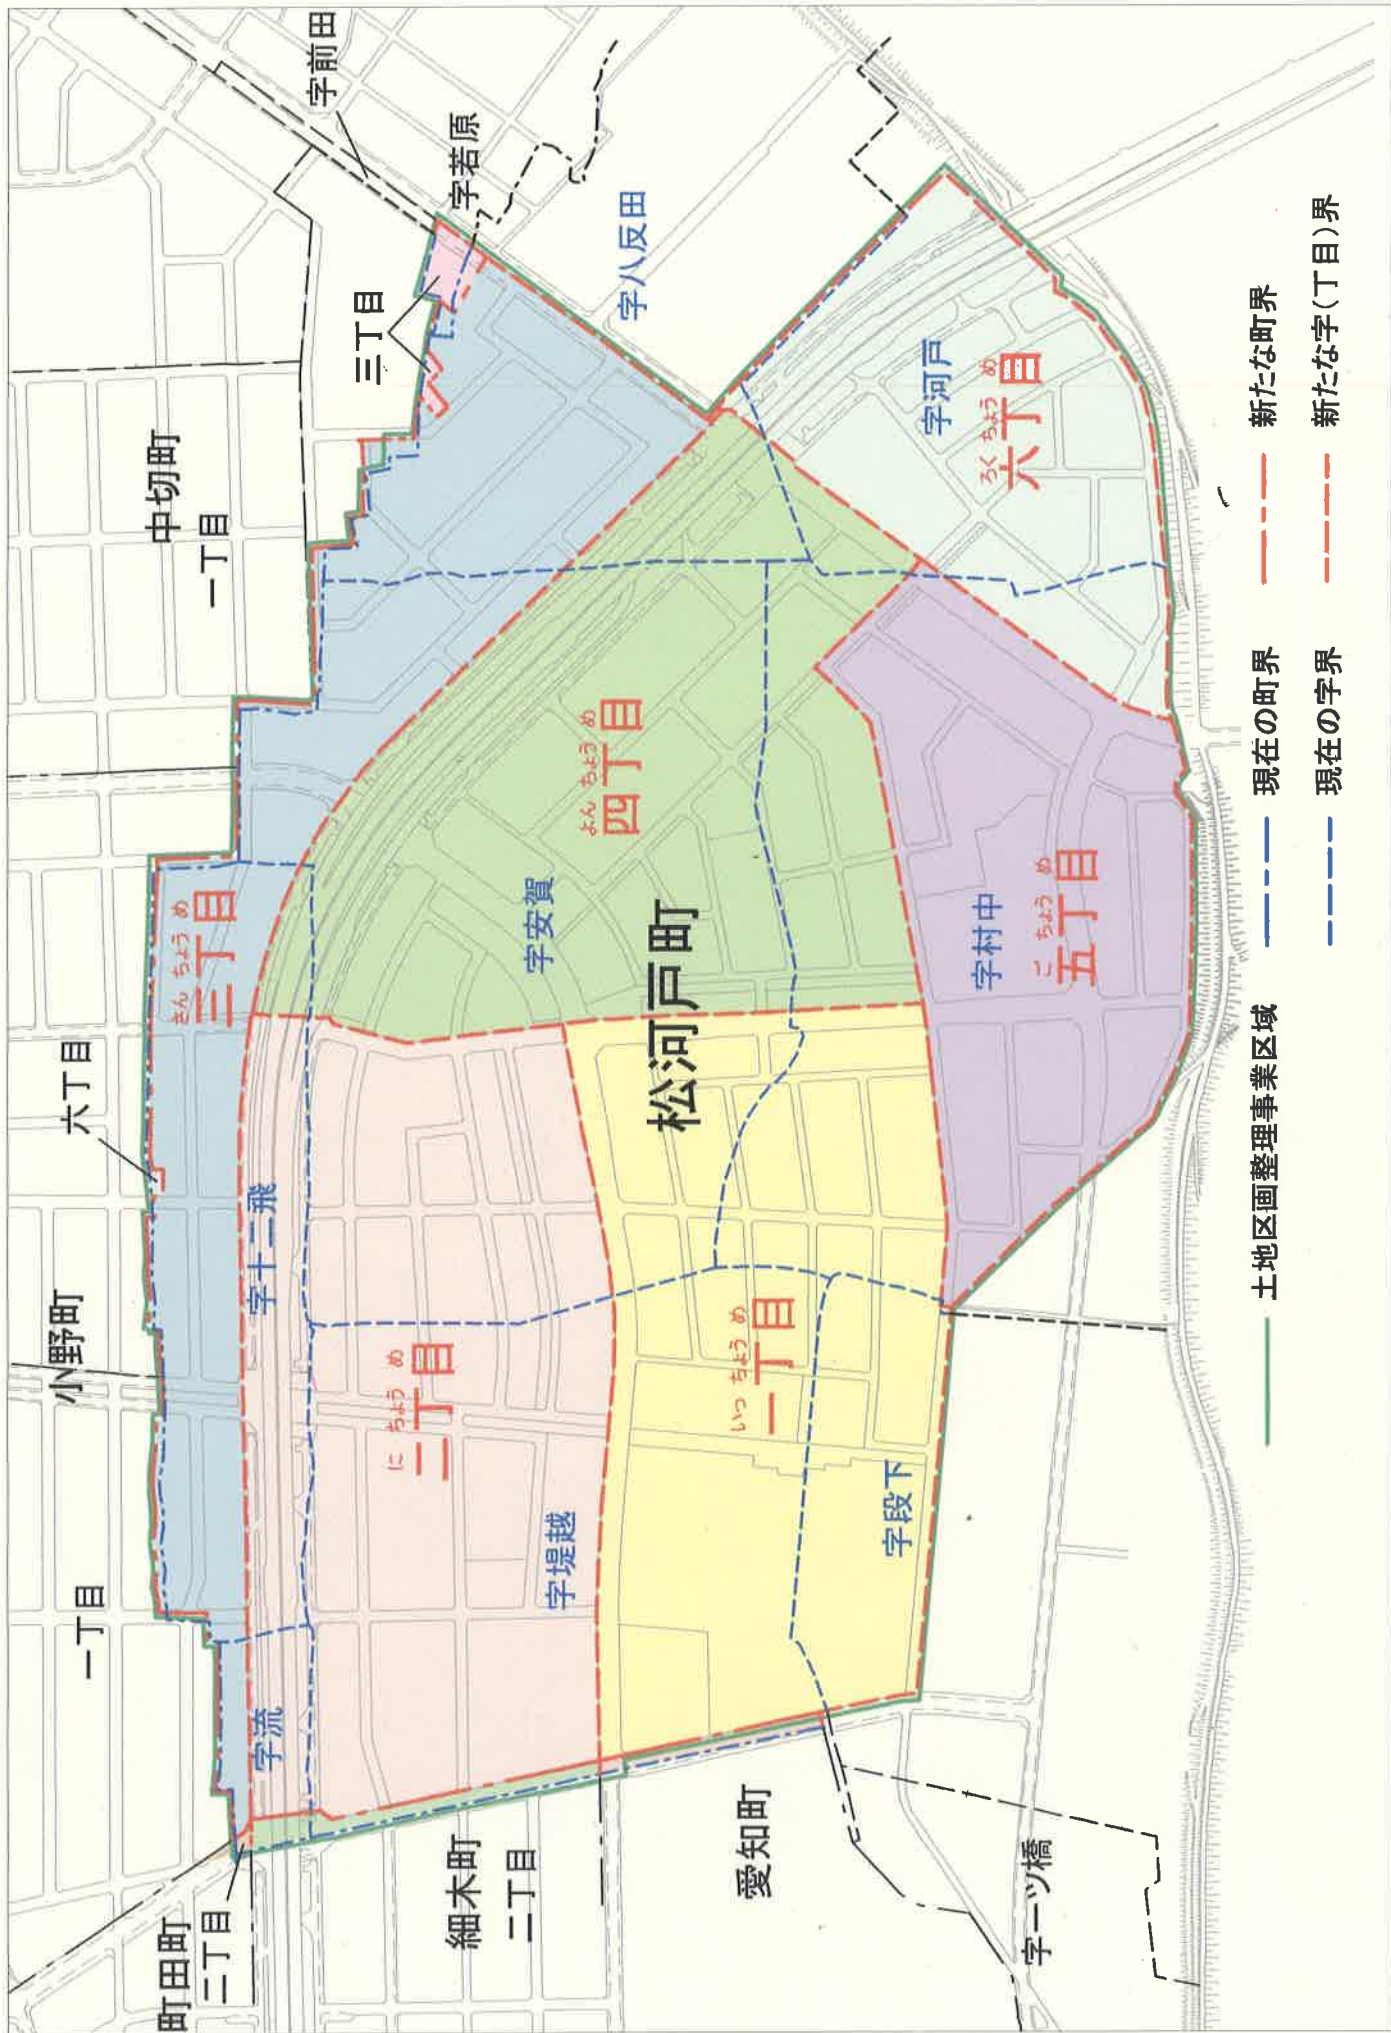 町田町
二丁目
一丁目
小野町
六丁目
中切町
一丁目
三丁目
字前田
字若原
字八反田
細木町
二丁目
愛知町
字一ツ橋
松河戸町
字流
字十二飛
字堤越
字段下
字安賀
字村中
字河戸
さん ちょう め
三丁目
に ちょう め
二丁目
いっ ちょう め
一丁目
よん ちょう め
四丁目
ご ちょう め
五丁目
ろく ちょう め
六丁目
土地区画整理事業区域
現在の町界
新たな町界
現在の字界
新たな字(丁目)界